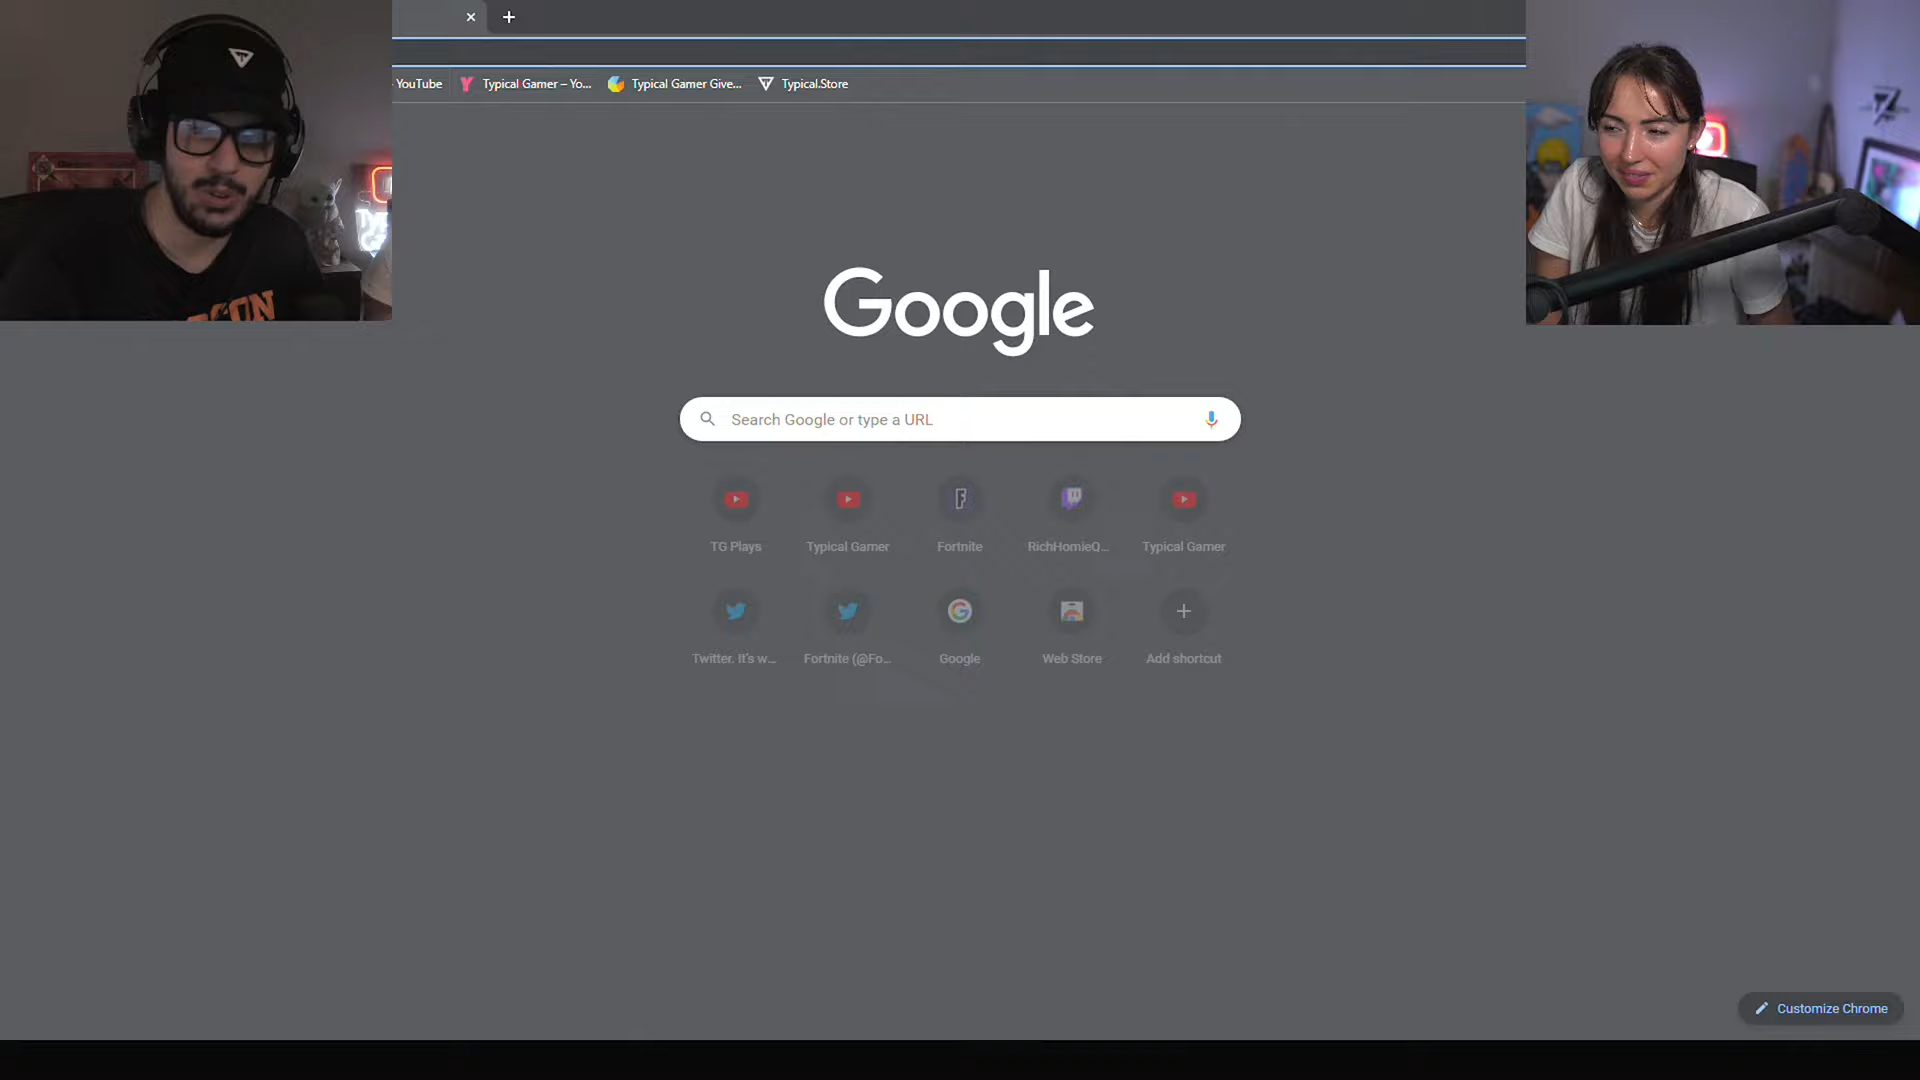 YouTube
Typical Gamer – Yo...
Typical Gamer Give...
Typical.Store
Google
Search Google or type a URL
TG Plays
Typical Gamer
Fortnite
RichHomieQ...
Typical Gamer
Twitter. It's w...
Fortnite (@Fo...
Google
Web Store
Add shortcut
Customize Chrome